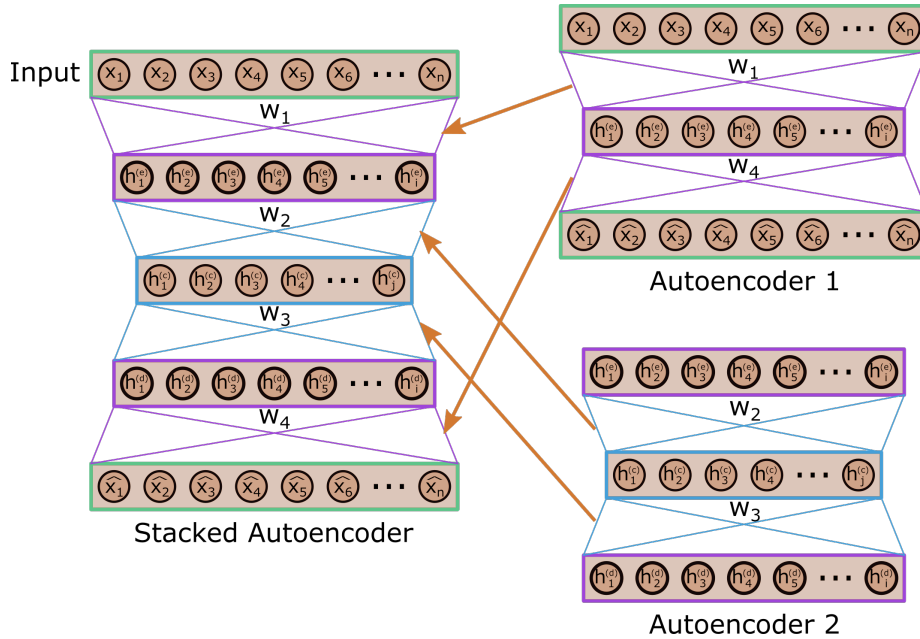 Input
x₁ x₂ x₃ x₄ x₅ x₆ ⋯ xₙ
w₁
h₁⁽ᵉ⁾ h₂⁽ᵉ⁾ h₃⁽ᵉ⁾ h₄⁽ᵉ⁾ h₅⁽ᵉ⁾ ⋯ hᵢ⁽ᵉ⁾
w₂
h₁⁽ᶜ⁾ h₂⁽ᶜ⁾ h₃⁽ᶜ⁾ h₄⁽ᶜ⁾ ⋯ hⱼ⁽ᶜ⁾
w₃
h₁⁽ᵈ⁾ h₂⁽ᵈ⁾ h₃⁽ᵈ⁾ h₄⁽ᵈ⁾ h₅⁽ᵈ⁾ ⋯ hᵢ⁽ᵈ⁾
w₄
x̂₁ x̂₂ x̂₃ x̂₄ x̂₅ x̂₆ ⋯ x̂ₙ
Stacked Autoencoder
x₁ x₂ x₃ x₄ x₅ x₆ ⋯ xₙ
w₁
h₁⁽ᵉ⁾ h₂⁽ᵉ⁾ h₃⁽ᵉ⁾ h₄⁽ᵉ⁾ h₅⁽ᵉ⁾ ⋯ hᵢ⁽ᵉ⁾
w₄
x̂₁ x̂₂ x̂₃ x̂₄ x̂₅ x̂₆ ⋯ x̂ₙ
Autoencoder 1
h₁⁽ᵉ⁾ h₂⁽ᵉ⁾ h₃⁽ᵉ⁾ h₄⁽ᵉ⁾ h₅⁽ᵉ⁾ ⋯ hᵢ⁽ᵉ⁾
w₂
h₁⁽ᶜ⁾ h₂⁽ᶜ⁾ h₃⁽ᶜ⁾ h₄⁽ᶜ⁾ ⋯ hⱼ⁽ᶜ⁾
w₃
h₁⁽ᵈ⁾ h₂⁽ᵈ⁾ h₃⁽ᵈ⁾ h₄⁽ᵈ⁾ h₅⁽ᵈ⁾ ⋯ hᵢ⁽ᵈ⁾
Autoencoder 2